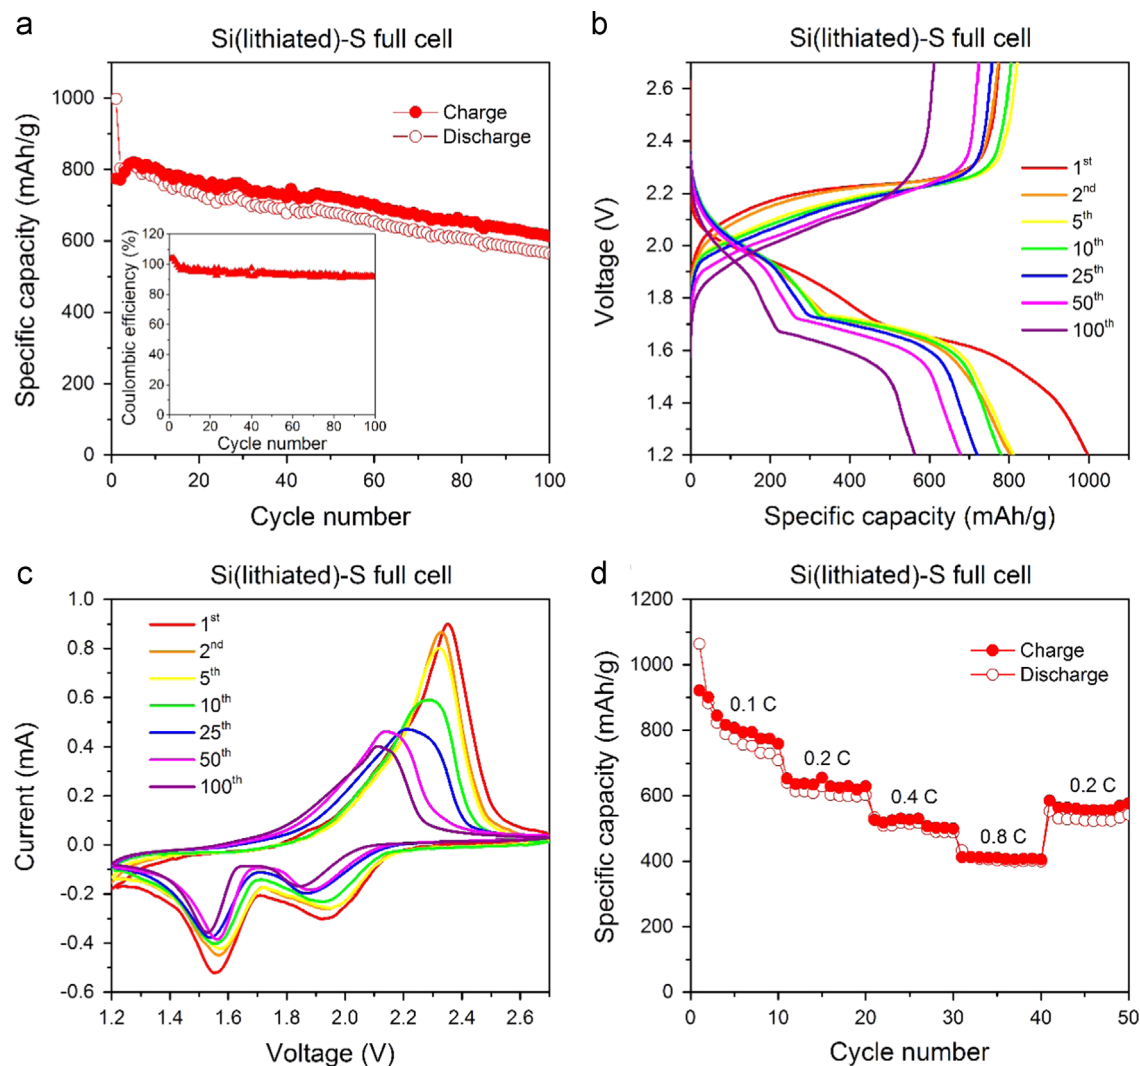 a
Si(lithiated)-S full cell
1000
800
600
400
200
0
Specific capacity (mAh/g)
Charge
Discharge
120
100
80
60
40
20
0
Coulombic efficiency (%)
0 20 40 60 80 100
Cycle number
0 20 40 60 80 100
Cycle number
b
Si(lithiated)-S full cell
2.6
2.4
2.2
2.0
1.8
1.6
1.4
1.2
Voltage (V)
1st
2nd
5th
10th
25th
50th
100th
0 200 400 600 800 1000
Specific capacity (mAh/g)
c
Si(lithiated)-S full cell
1.0
0.8
0.6
0.4
0.2
0.0
-0.2
-0.4
-0.6
Current (mA)
1st
2nd
5th
10th
25th
50th
100th
1.2 1.4 1.6 1.8 2.0 2.2 2.4 2.6
Voltage (V)
d
Si(lithiated)-S full cell
1200
1000
800
600
400
200
0
Specific capacity (mAh/g)
Charge
Discharge
0.1 C
0.2 C
0.4 C
0.8 C
0.2 C
0 10 20 30 40 50
Cycle number